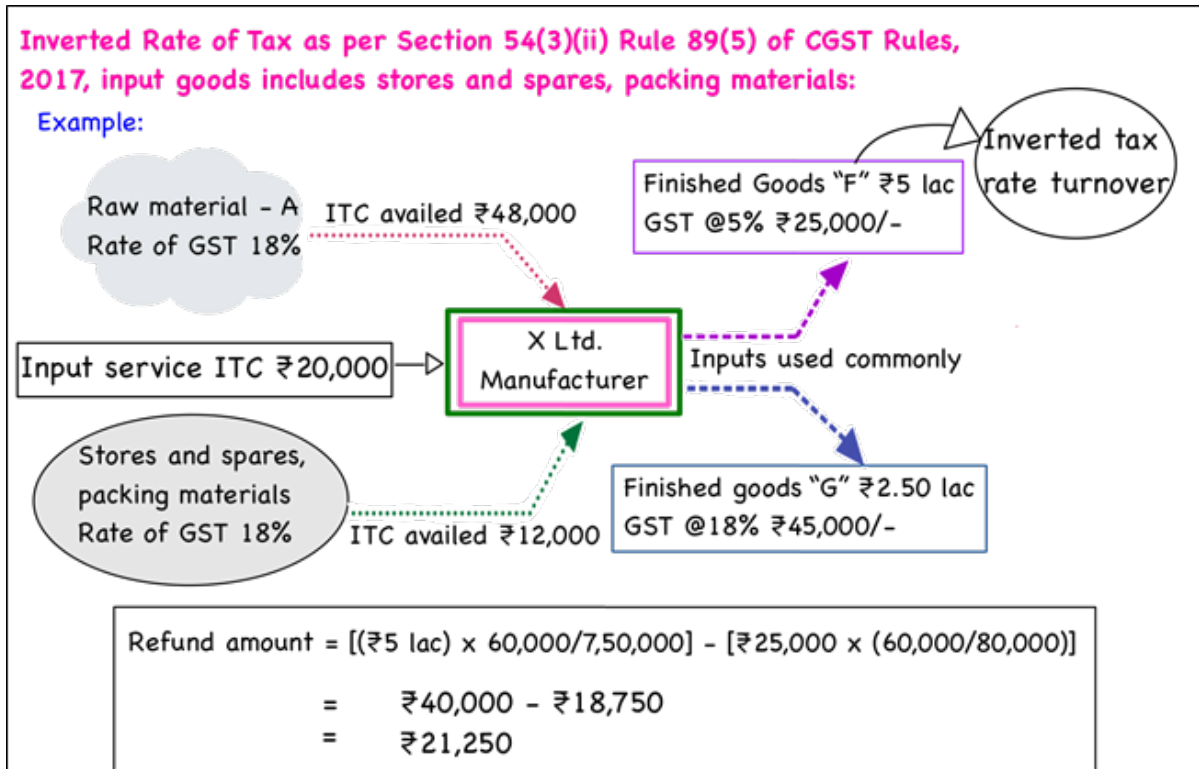 Inverted Rate of Tax as per Section 54(3)(ii) Rule 89(5) of CGST Rules,
2017, input goods includes stores and spares, packing materials:
Example:
Raw material – A
Rate of GST 18%
ITC availed ₹48,000
Finished Goods “F” ₹5 lac
GST @5% ₹25,000/-
Inverted tax
rate turnover
Input service ITC ₹20,000
X Ltd.
Manufacturer
Inputs used commonly
Stores and spares,
packing materials
Rate of GST 18%
ITC availed ₹12,000
Finished goods “G” ₹2.50 lac
GST @18% ₹45,000/-
Refund amount = [(₹5 lac) x 60,000/7,50,000] – [₹25,000 x (60,000/80,000)]
= ₹40,000 – ₹18,750
= ₹21,250